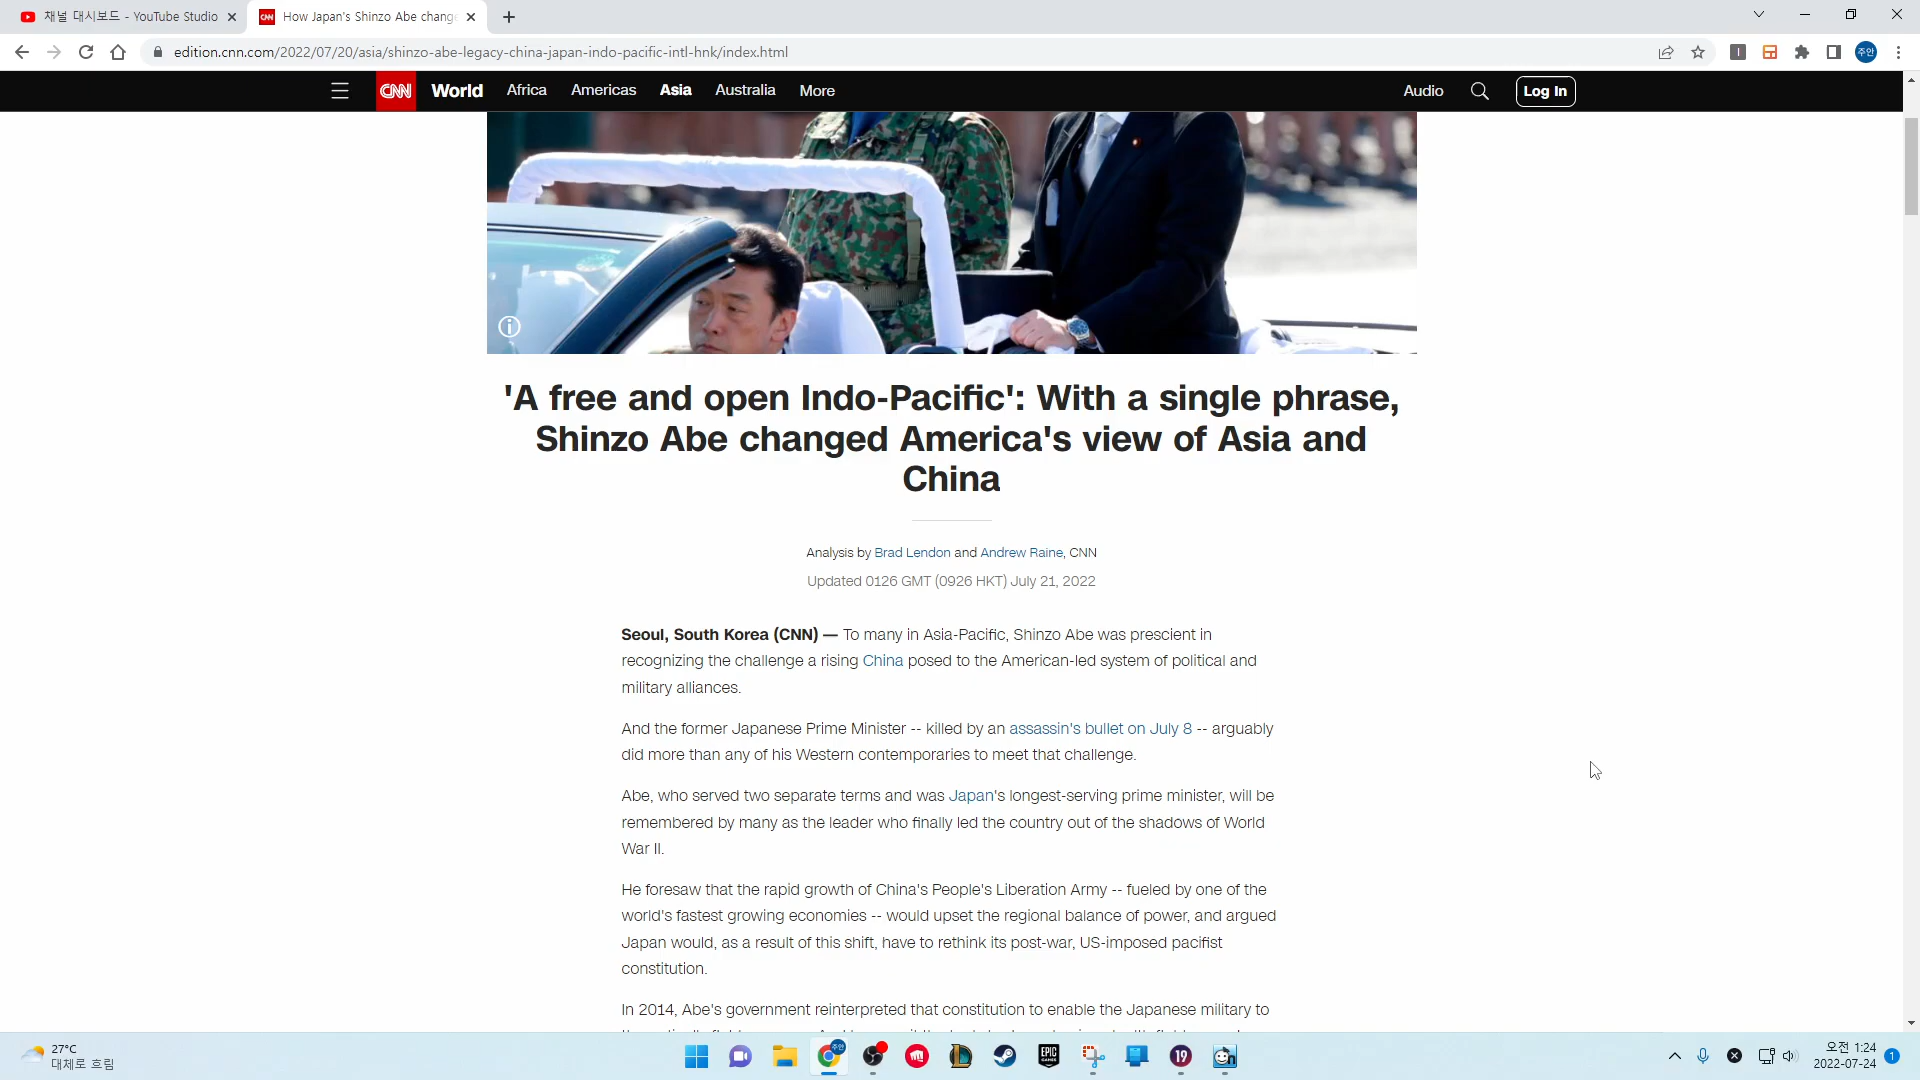 채널 대시보드 - YouTube Studio
CNN How Japan's Shinzo Abe chang
edition.cnn.com/2022/07/20/asia/shinzo-abe-legacy-china-japan-indo-pacific-intl-hnk/index.html
주안
CNN World Africa Americas Asia Australia More Audio Log In
'A free and open Indo-Pacific': With a single phrase,
Shinzo Abe changed America's view of Asia and
China
Analysis by Brad Lendon and Andrew Raine, CNN
Updated 0126 GMT (0926 HKT) July 21, 2022
Seoul, South Korea (CNN) — To many in Asia-Pacific, Shinzo Abe was prescient in
recognizing the challenge a rising China posed to the American-led system of political and
military alliances.
And the former Japanese Prime Minister -- killed by an assassin's bullet on July 8 -- arguably
did more than any of his Western contemporaries to meet that challenge.
Abe, who served two separate terms and was Japan's longest-serving prime minister, will be
remembered by many as the leader who finally led the country out of the shadows of World
War II.
He foresaw that the rapid growth of China's People's Liberation Army -- fueled by one of the
world's fastest growing economies -- would upset the regional balance of power, and argued
Japan would, as a result of this shift, have to rethink its post-war, US-imposed pacifist
constitution.
In 2014, Abe's government reinterpreted that constitution to enable the Japanese military to
27°C
대체로 흐림
주안
EPIC GAMES
19
오전 1:24
2022-07-24
1